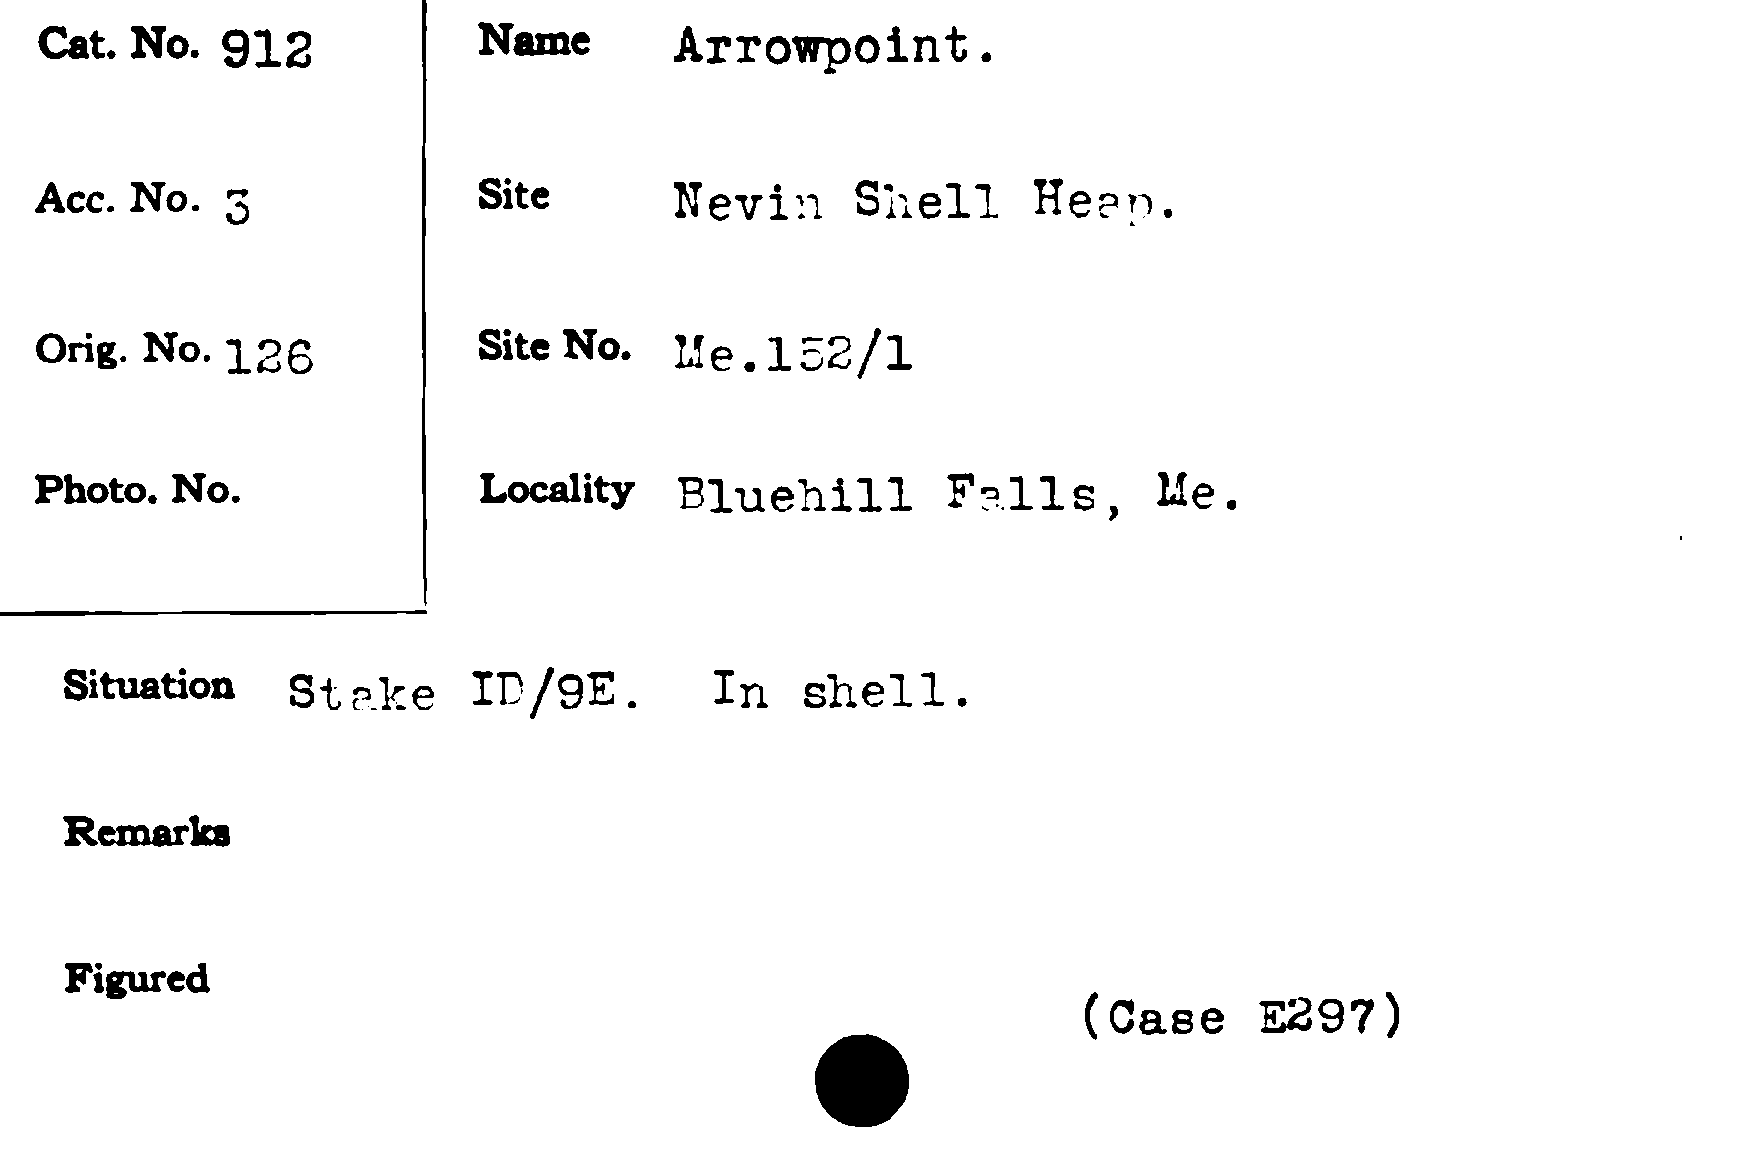 Cat. No. 912
Name Arrowpoint.
Acc. No. 3
Site Nevin Shell Heap.
Orig. No. 126
Site No. Me.152/1
Photo. No.
Locality Bluehill Falls, Me.
Situation Stake ID/9E. In shell.
Remarks
Figured
(Case E297)